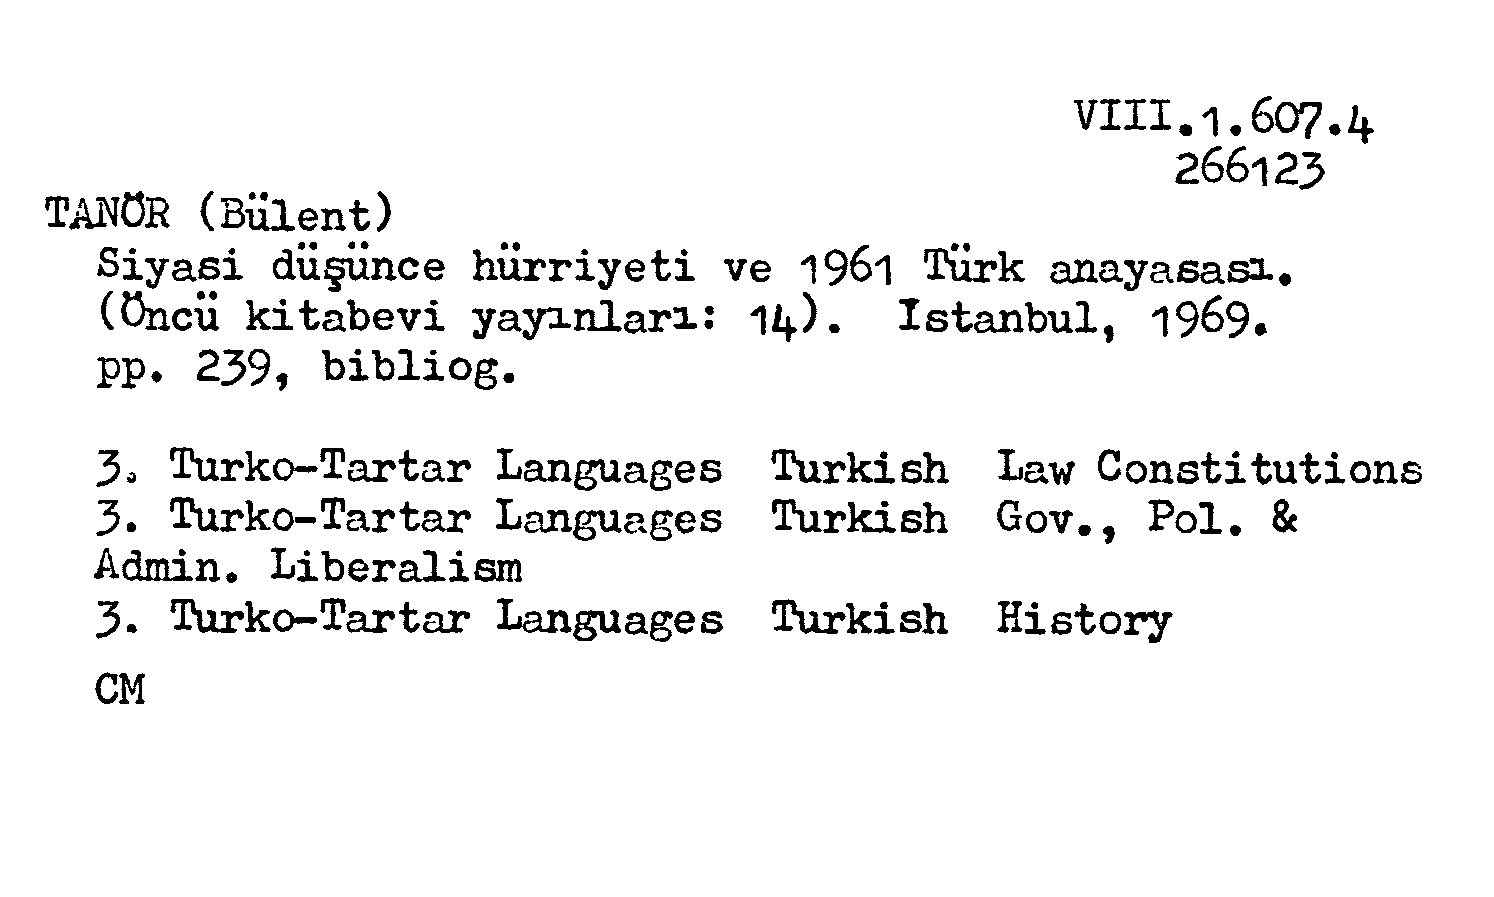 VIII.1.607.4
266123
TANÖR (Bülent)
Siyasi düşünce hürriyeti ve 1961 Türk anayasası.
(Öncü kitabevi yayınları: 14). Istanbul, 1969.
pp. 239, bibliog.
3. Turko-Tartar Languages Turkish Law Constitutions
3. Turko-Tartar Languages Turkish Gov., Pol. &
Admin. Liberalism
3. Turko-Tartar Languages Turkish History
CM